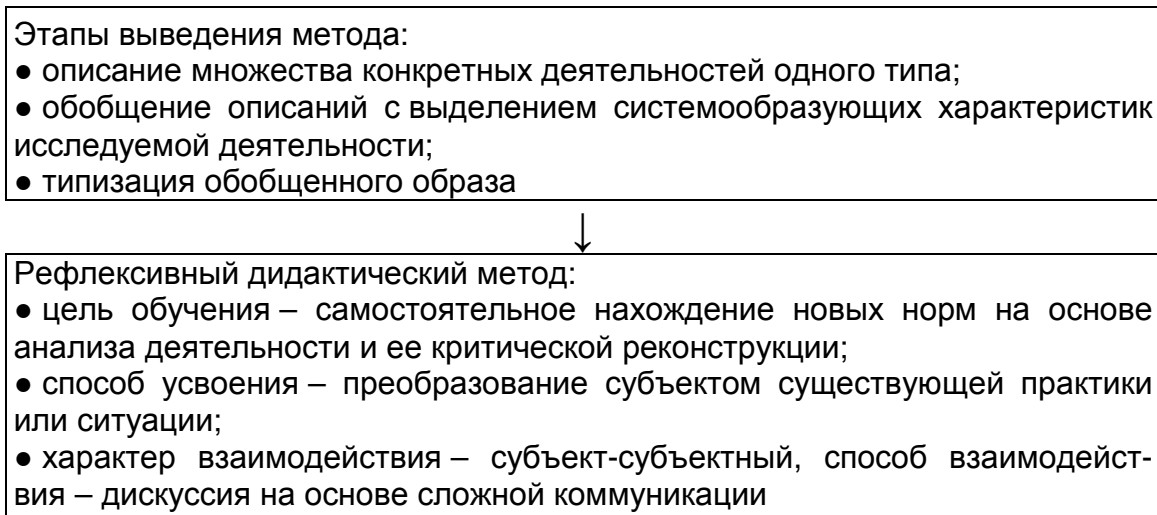 Этапы выведения метода:
● описание множества конкретных деятельностей одного типа;
● обобщение описаний с выделением системообразующих характеристик
исследуемой деятельности;
● типизация обобщенного образа
↓
Рефлексивный дидактический метод:
● цель обучения – самостоятельное нахождение новых норм на основе
анализа деятельности и ее критической реконструкции;
● способ усвоения – преобразование субъектом существующей практики
или ситуации;
● характер взаимодействия – субъект-субъектный, способ взаимодейст-
вия – дискуссия на основе сложной коммуникации